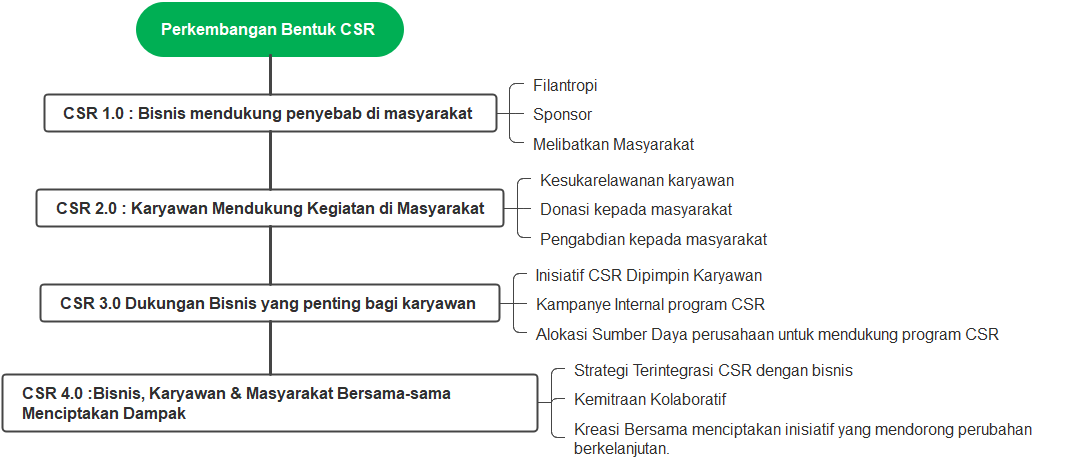 Perkembangan Bentuk CSR
CSR 1.0 : Bisnis mendukung penyebab di masyarakat
Filantropi
Sponsor
Melibatkan Masyarakat
CSR 2.0 : Karyawan Mendukung Kegiatan di Masyarakat
Kesukarelawanan karyawan
Donasi kepada masyarakat
Pengabdian kepada masyarakat
CSR 3.0 Dukungan Bisnis yang penting bagi karyawan
Inisiatif CSR Dipimpin Karyawan
Kampanye Internal program CSR
Alokasi Sumber Daya perusahaan untuk mendukung program CSR
CSR 4.0 :Bisnis, Karyawan & Masyarakat Bersama-sama
Menciptakan Dampak
Strategi Terintegrasi CSR dengan bisnis
Kemitraan Kolaboratif
Kreasi Bersama menciptakan inisiatif yang mendorong perubahan
berkelanjutan.